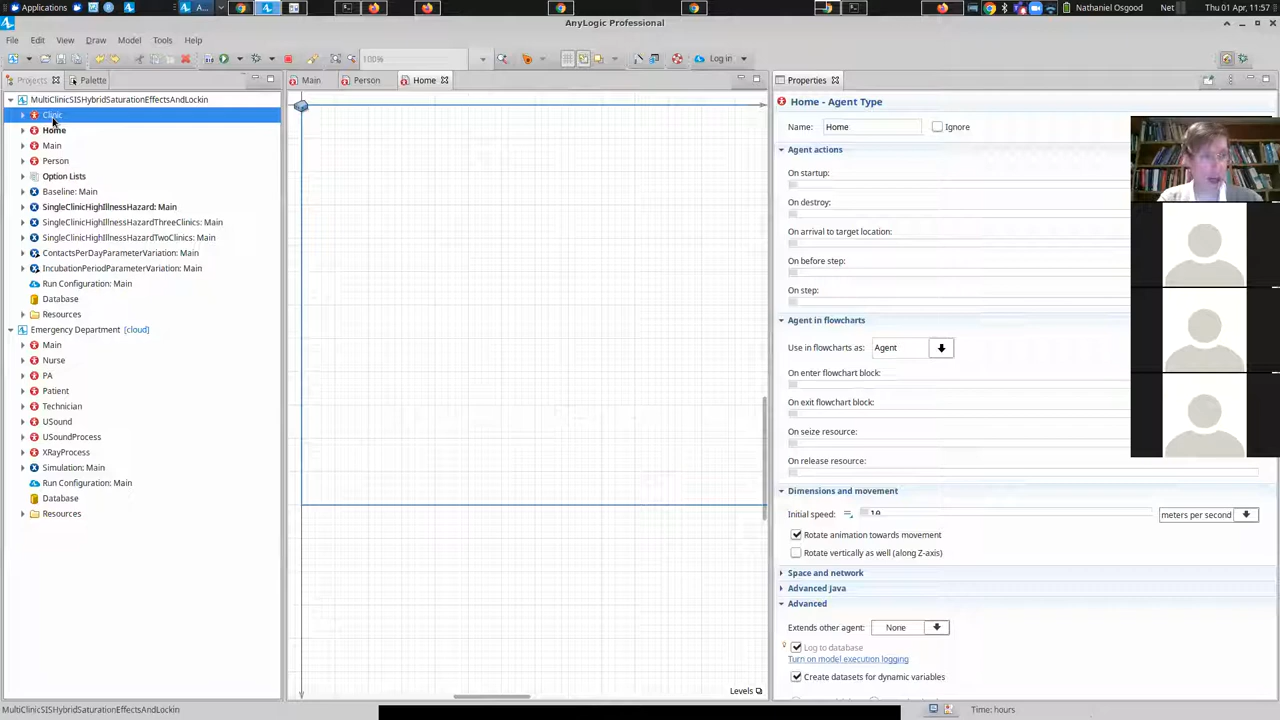 A...
Nathaniel Osgood
Net
Thu 01 Apr, 11:57
AnyLogic Professional
File Edit View Draw Model Tools Help
100%
Log in
Projects
Palette
Main
Person
Home
Properties
MultiClinicSISHybridSaturationEffectsAndLockin
Clinic
Home
Main
Person
Option Lists
Baseline: Main
SingleClinicHighIllnessHazard: Main
SingleClinicHighIllnessHazardThreeClinics: Main
SingleClinicHighIllnessHazardTwoClinics: Main
ContactsPerDayParameterVariation: Main
IncubationPeriodParameterVariation: Main
Run Configuration: Main
Database
Resources
Emergency Department [cloud]
Main
Nurse
PA
Patient
Technician
USound
USoundProcess
XRayProcess
Simulation: Main
Run Configuration: Main
Database
Resources
Levels
Home - Agent Type
Name: Home Ignore
Agent actions
On startup:
On destroy:
On arrival to target location:
On before step:
On step:
Agent in flowcharts
Use in flowcharts as: Agent
On enter flowchart block:
On exit flowchart block:
On seize resource:
On release resource:
Dimensions and movement
Initial speed: 10 meters per second
Rotate animation towards movement
Rotate vertically as well (along Z-axis)
Space and network
Advanced Java
Advanced
Extends other agent: None
Log to database
Turn on model execution logging
Create datasets for dynamic variables
MultiClinicSISHybridSaturationEffectsAndLockin
Time: hours